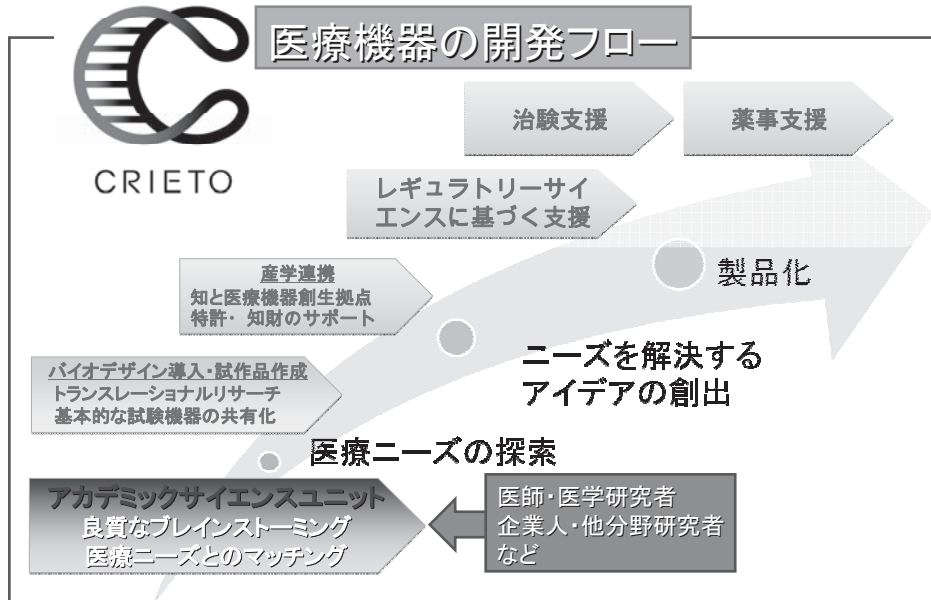 医療機器の開発フロー
CRIETO
治験支援
薬事支援
レギュラトリーサイ
エンスに基づく支援
製品化
産学連携
知と医療機器創生拠点
特許・知財のサポート
ニーズを解決する
アイデアの創出
バイオデザイン導入・試作品作成
トランスレーショナルリサーチ
基本的な試験機器の共有化
医療ニーズの探索
アカデミックサイエンスユニット
良質なブレインストーミング
医療ニーズとのマッチング
医師・医学研究者
企業人・他分野研究者
など